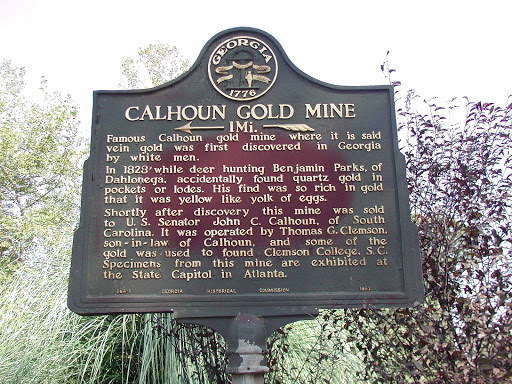 GEORGIA
1776
CALHOUN GOLD MINE
1Mi.
Famous Calhoun gold mine where it is said
vein gold was first discovered in Georgia
by white men.
In 1828 while deer hunting Benjamin Parks, of
Dahlonega, accidentally found quartz gold in
pockets or lodes. His find was so rich in gold
that it was yellow like yolk of eggs.
Shortly after discovery this mine was sold
to U. S. Senator John C. Calhoun, of South
Carolina. It was operated by Thomas G. Clemson,
son-in-law of Calhoun, and some of the
gold was used to found Clemson College, S.C.
Specimens from this mine are exhibited at
the State Capitol in Atlanta.
GEORGIA HISTORICAL COMMISSION